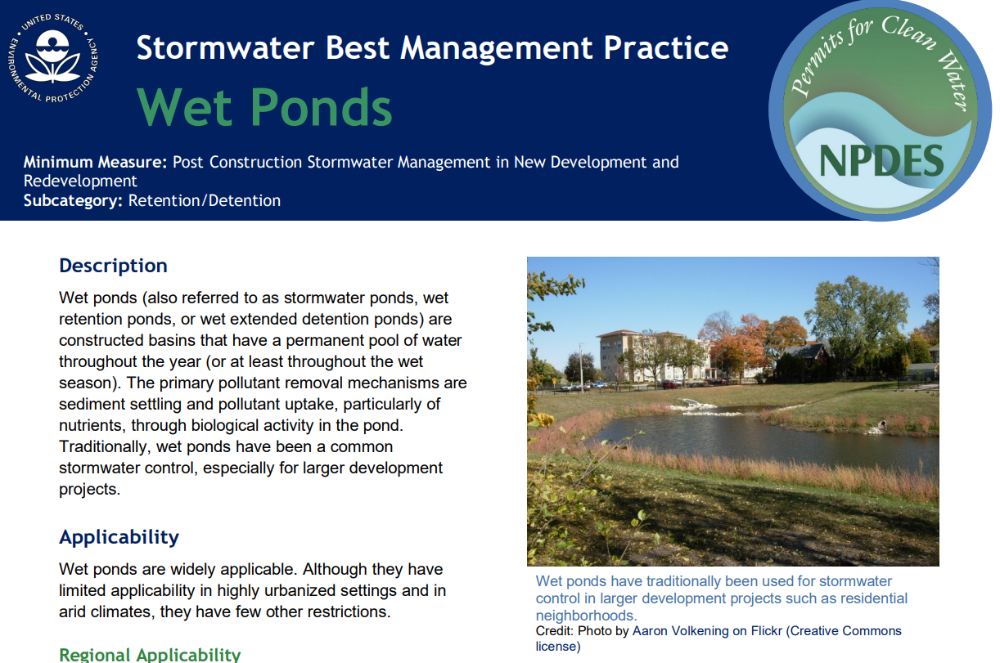 UNITED STATES
ENVIRONMENTAL PROTECTION AGENCY
Stormwater Best Management Practice
Wet Ponds
Permits for Clean Water
NPDES
Minimum Measure: Post Construction Stormwater Management in New Development and
Redevelopment
Subcategory: Retention/Detention
Description
Wet ponds (also referred to as stormwater ponds, wet
retention ponds, or wet extended detention ponds) are
constructed basins that have a permanent pool of water
throughout the year (or at least throughout the wet
season). The primary pollutant removal mechanisms are
sediment settling and pollutant uptake, particularly of
nutrients, through biological activity in the pond.
Traditionally, wet ponds have been a common
stormwater control, especially for larger development
projects.
Applicability
Wet ponds are widely applicable. Although they have
limited applicability in highly urbanized settings and in
arid climates, they have few other restrictions.
Regional Applicability
Wet ponds have traditionally been used for stormwater
control in larger development projects such as residential
neighborhoods.
Credit: Photo by Aaron Volkening on Flickr (Creative Commons
license)